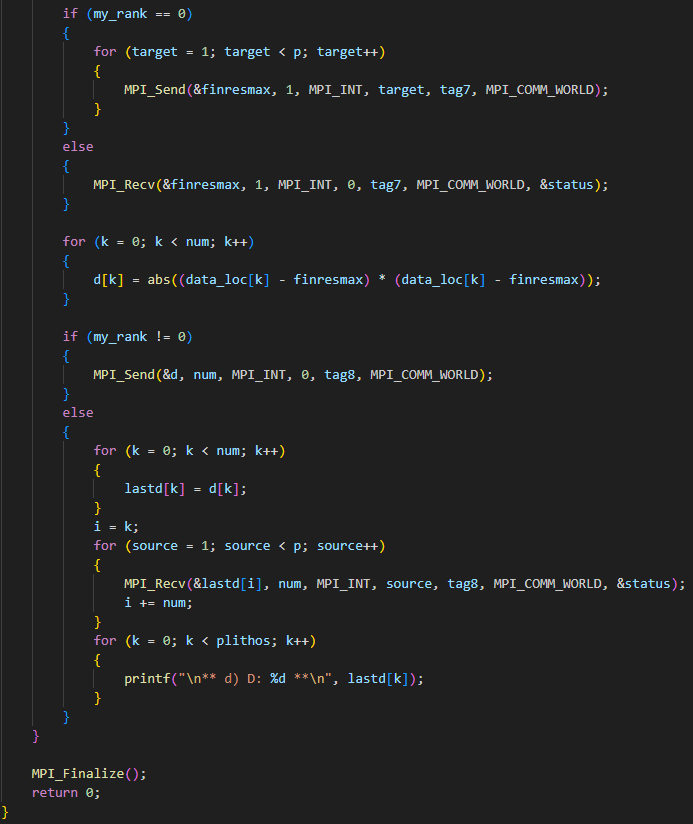 if (my_rank == 0)
{
for (target = 1; target < p; target++)
{
MPI_Send(&finresmax, 1, MPI_INT, target, tag7, MPI_COMM_WORLD);
}
}
else
{
MPI_Recv(&finresmax, 1, MPI_INT, 0, tag7, MPI_COMM_WORLD, &status);
}
for (k = 0; k < num; k++)
{
d[k] = abs((data_loc[k] - finresmax) * (data_loc[k] - finresmax));
}
if (my_rank != 0)
{
MPI_Send(&d, num, MPI_INT, 0, tag8, MPI_COMM_WORLD);
}
else
{
for (k = 0; k < num; k++)
{
lastd[k] = d[k];
}
i = k;
for (source = 1; source < p; source++)
{
MPI_Recv(&lastd[i], num, MPI_INT, source, tag8, MPI_COMM_WORLD, &status);
i += num;
}
for (k = 0; k < plithos; k++)
{
printf("\n** d) D: %d **\n", lastd[k]);
}
}
}
MPI_Finalize();
return 0;
}